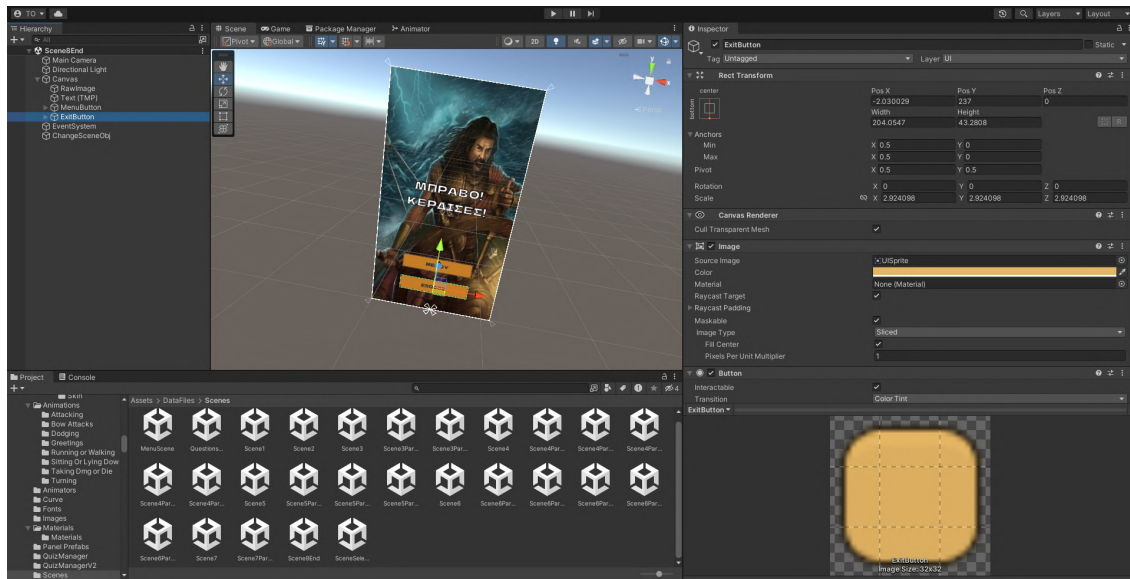 TG
Layers
Layout
Hierarchy
All
Scene8End
Main Camera
Directional Light
Canvas
RawImage
Text (TMP)
MenuButton
ExitButton
EventSystem
ChangeSceneObj
Scene
Game
Package Manager
Animator
Pivot
Global
2D
y
x
Persp
ΜΠΡΑΒΟ!
ΚΕΡΔΙΣΕΣ!
Inspector
ExitButton
Static
Tag Untagged
Layer UI
Rect Transform
center
bottom
Pos X
Pos Y
Pos Z
-2.030029
237
0
Width
Height
204.0547
43.2808
R
Anchors
Min
X 0.5
Y 0
Max
X 0.5
Y 0
Pivot
X 0.5
Y 0.5
Rotation
X 0
Y 0
Z 0
Scale
X 2.924098
Y 2.924098
Z 2.924098
Canvas Renderer
Cull Transparent Mesh
Image
Source Image
UISprite
Color
Material
None (Material)
Raycast Target
Raycast Padding
Maskable
Image Type
Sliced
Fill Center
Pixels Per Unit Multiplier
1
Button
Interactable
Transition
Color Tint
ExitButton
ExitButton
Image Size: 32x32
Project
Console
4
Skin
Animations
Attacking
Bow Attacks
Dodging
Greetings
Running or Walking
Sitting Or Lying Dow
Taking Dmg or Die
Turning
Animators
Curve
Fonts
Images
Materials
Materials
Panel Prefabs
QuizManager
QuizManagerV2
Scenes
Assets > DataFiles > Scenes
MenuScene
Questions...
Scene1
Scene2
Scene3
Scene3Par...
Scene3Par...
Scene4
Scene4Par...
Scene4Par...
Scene4Par...
Scene4Par...
Scene4Par...
Scene5
Scene5Par...
Scene5Par...
Scene5Par...
Scene6
Scene6Par...
Scene6Par...
Scene6Par...
Scene6Par...
Scene6Par...
Scene7
Scene7Par...
Scene8End
SceneSele...